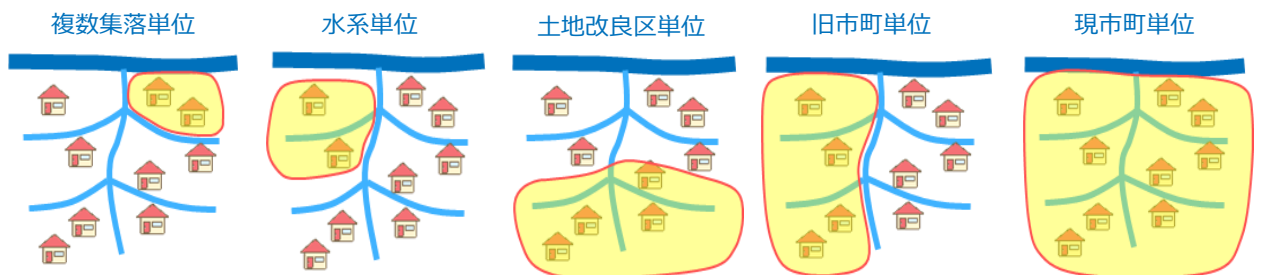 複数集落単位
水系単位
土地改良区単位
旧市町単位
現市町単位